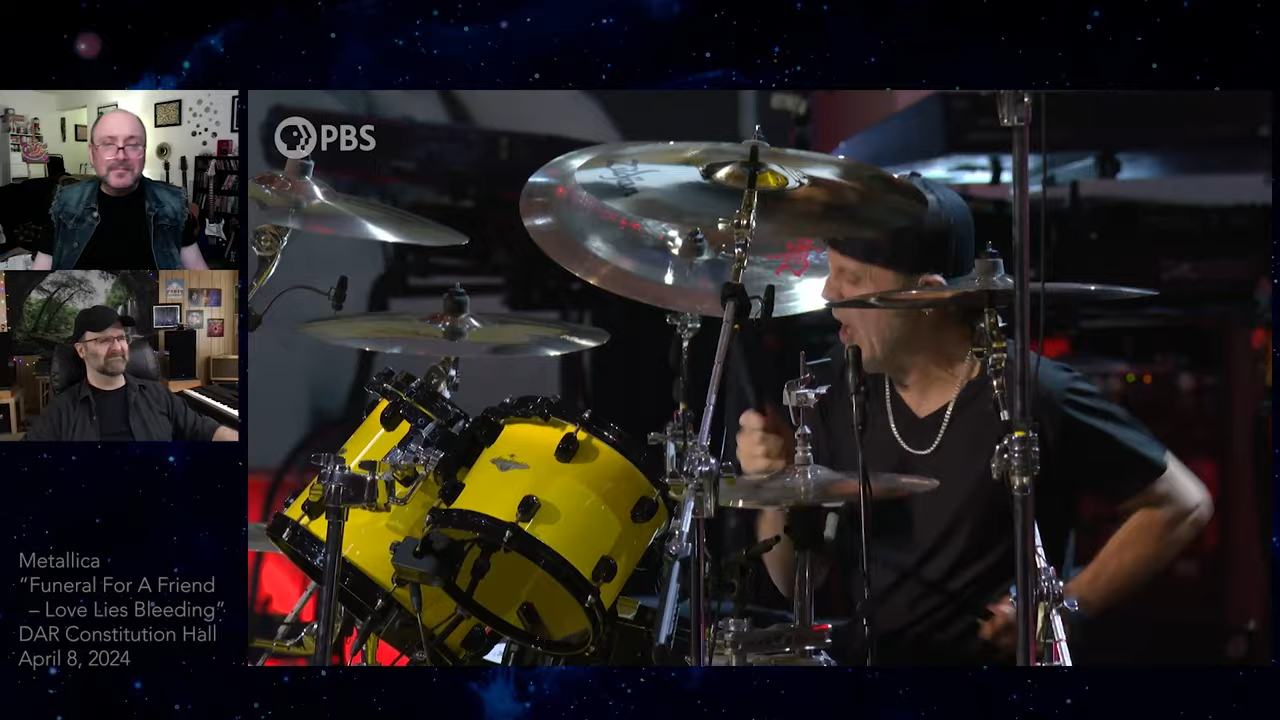 PBS
Metallica
“Funeral For A Friend
– Love Lies Bleeding”
DAR Constitution Hall
April 8, 2024